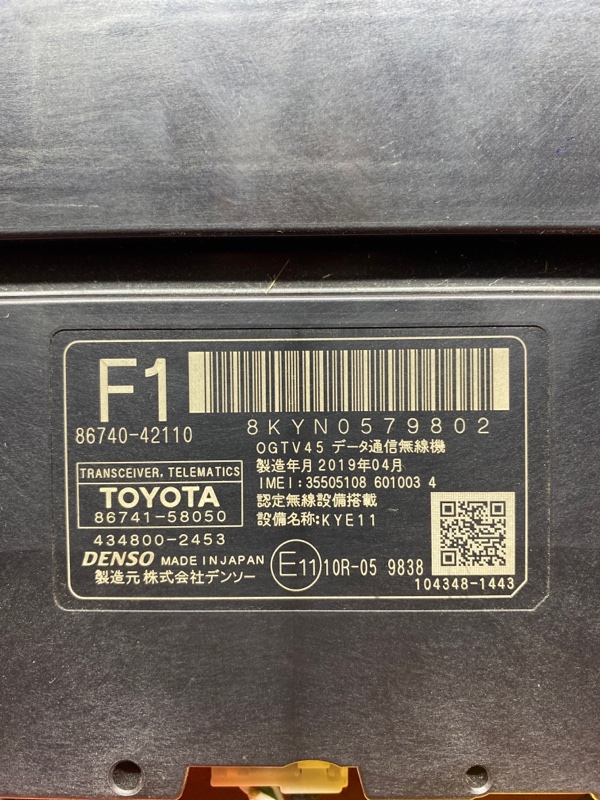 F1
8KYN0579802
86740-42110
OGTV45 データ通信無線機
製造年月 2019年04月
TRANSCEIVER, TELEMATICS
IMEI:35505108 601003 4
TOYOTA
認定無線設備搭載
86741-58050
設備名称:KYE11
434800-2453
DENSO MADE IN JAPAN
E11 10R-05 9838
製造元 株式会社デンソー
104348-1443